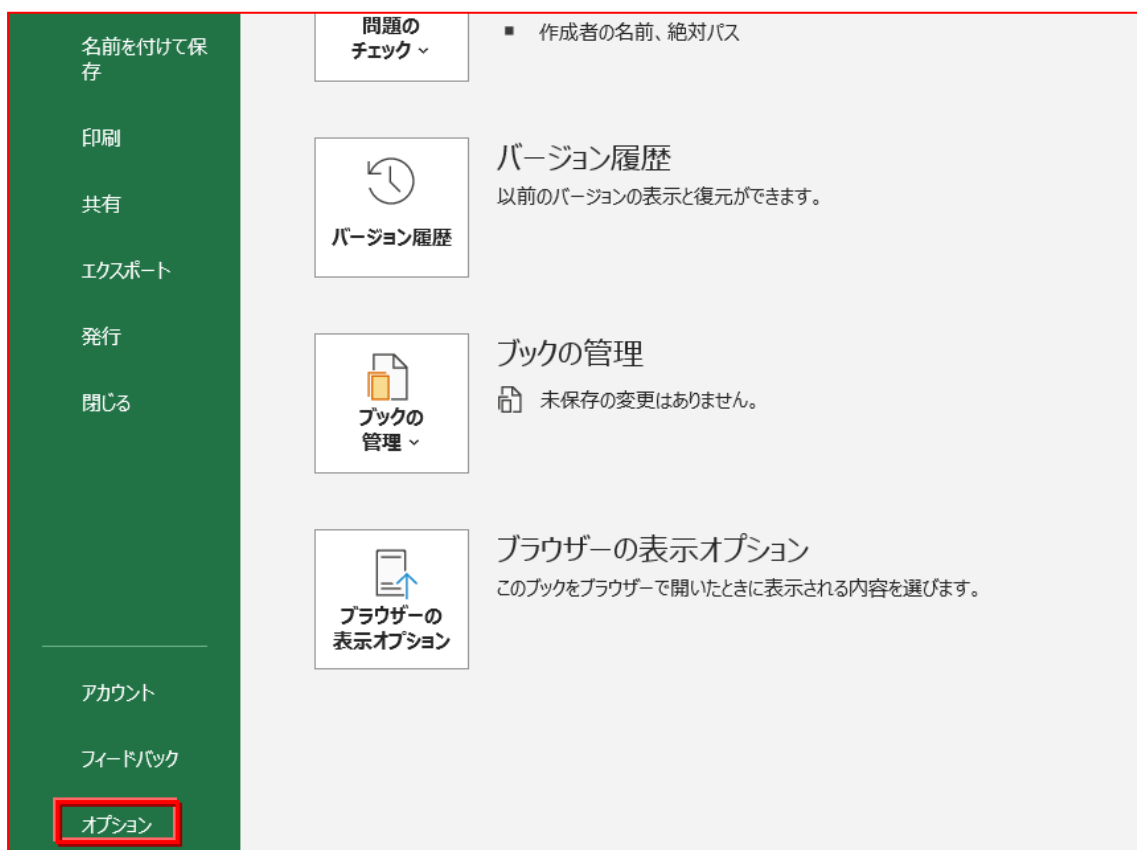 名前を付けて保
存
印刷
共有
エクスポート
発行
閉じる
アカウント
フィードバック
オプション
問題の
チェック
作成者の名前、絶対パス
バージョン履歴
バージョン履歴
以前のバージョンの表示と復元ができます。
ブックの
管理
ブックの管理
未保存の変更はありません。
ブラウザーの
表示オプション
ブラウザーの表示オプション
このブックをブラウザーで開いたときに表示される内容を選びます。